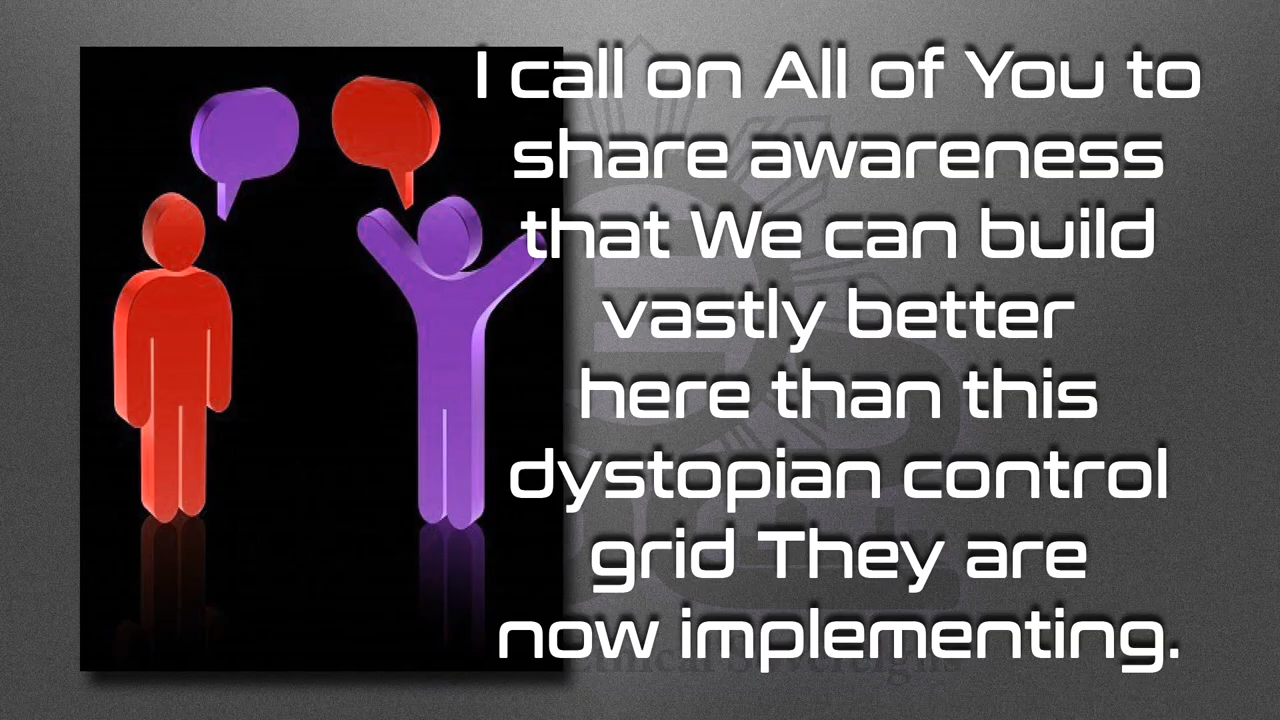 I call on All of You to
share awareness
that We can build
vastly better
here than this
dystopian control
grid They are
now implementing.